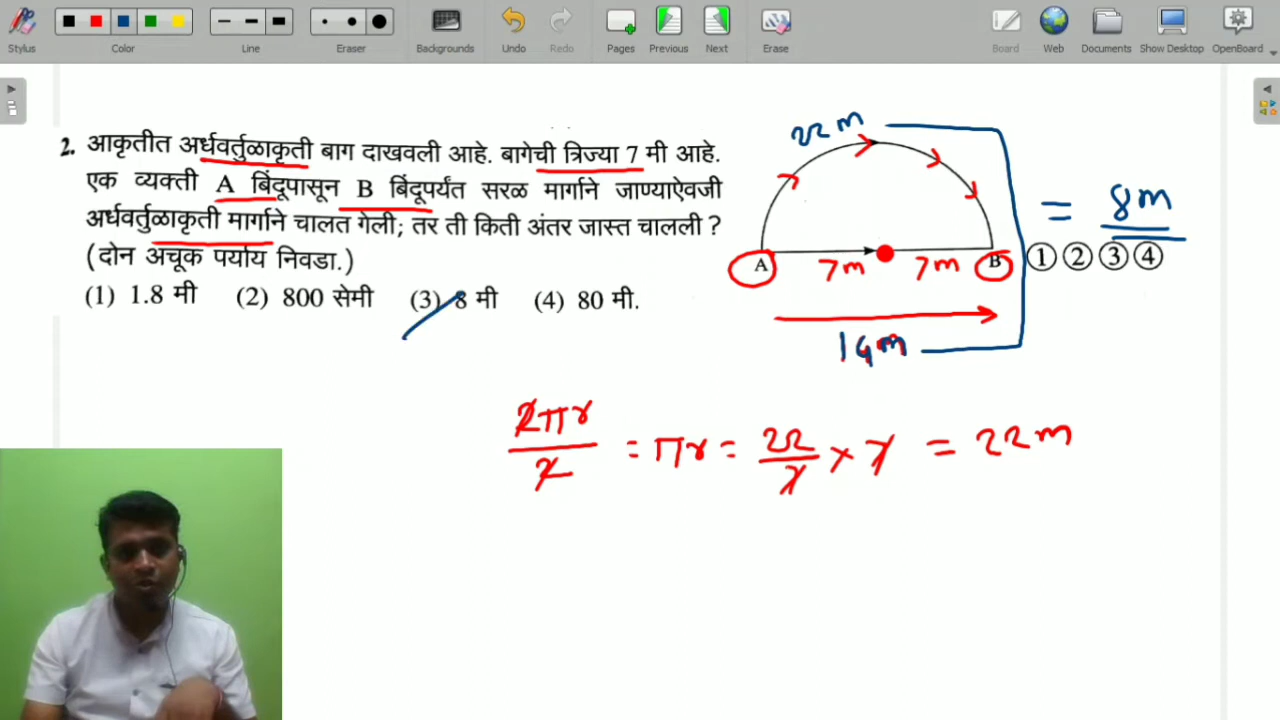 Stylus
Color
Line
Eraser
Backgrounds
Undo
Redo
Pages
Previous
Next
Erase
Board
Web
Documents
Show Desktop
OpenBoard
2. आकृतीत अर्धवर्तुळाकृती बाग दाखवली आहे. बागेची त्रिज्या 7 मी आहे.
एक व्यक्ती A बिंदूपासून B बिंदूपर्यंत सरळ मार्गाने जाण्याऐवजी
अर्धवर्तुळाकृती मार्गाने चालत गेली; तर ती किती अंतर जास्त चालली ?
(दोन अचूक पर्याय निवडा.)
(1) 1.8 मी (2) 800 सेमी (3) 8 मी (4) 80 मी.
22 m
A 7 m 7 m B
14m
= 8m
① ② ③ ④
2πr/2 = πr = 22/7 × 7 = 22 m